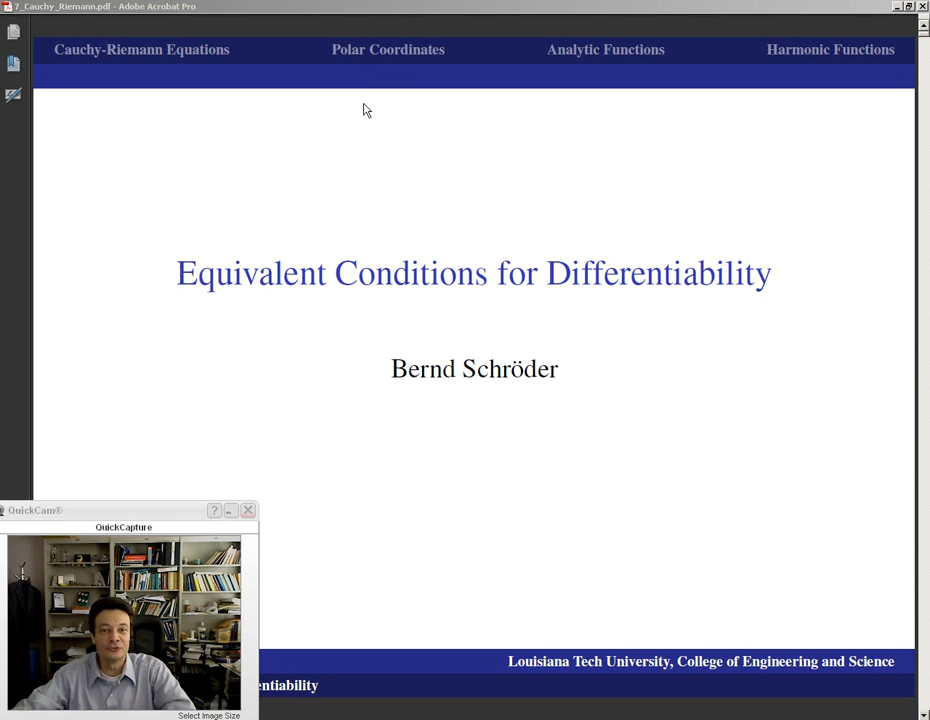 7_Cauchy_Riemann.pdf - Adobe Acrobat Pro
Cauchy-Riemann Equations Polar Coordinates Analytic Functions Harmonic Functions
Equivalent Conditions for Differentiability
Bernd Schröder
QuickCam®
QuickCapture
Select Image Size
Louisiana Tech University, College of Engineering and Science
entiability